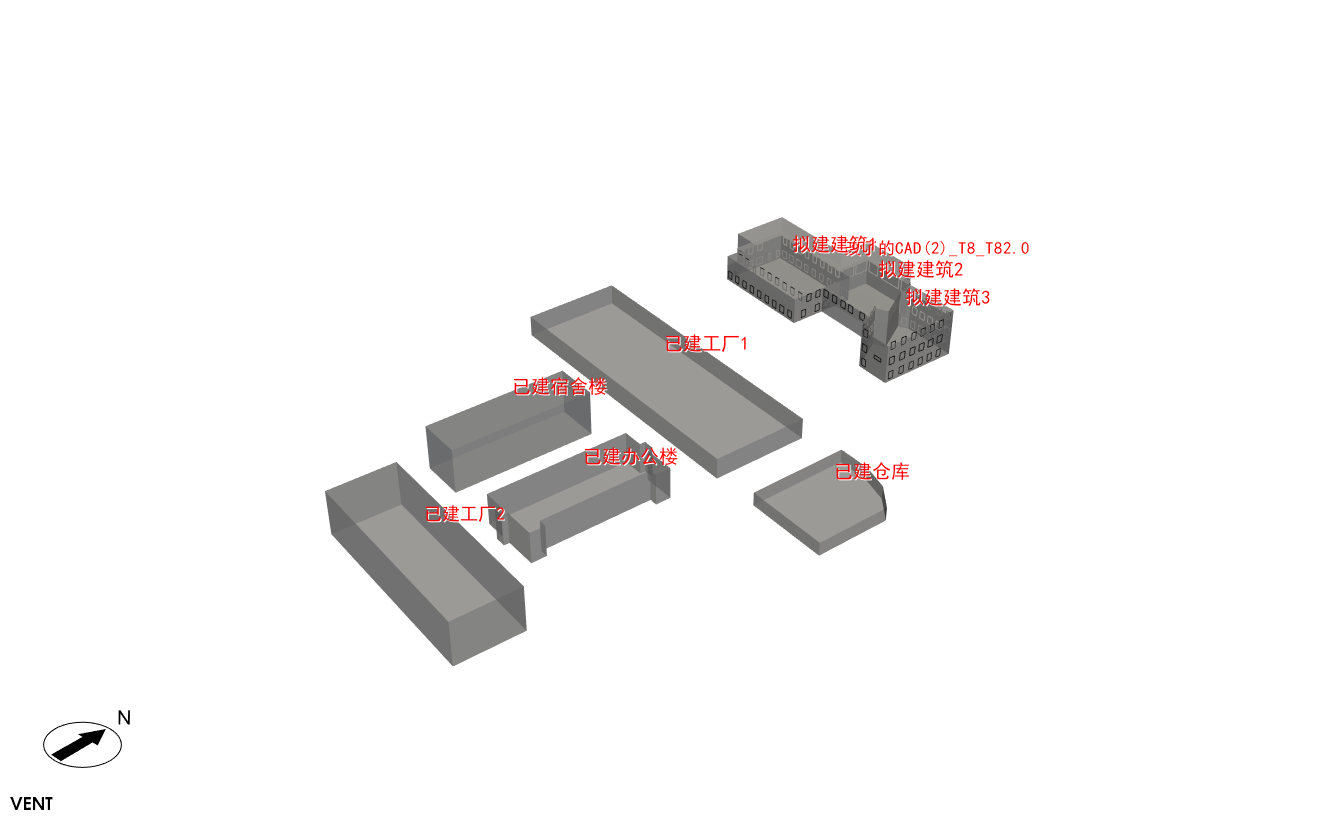 拟建建筑1
的CAD(2)_T8_T82.0
拟建建筑2
拟建建筑3
已建工厂1
已建宿舍楼
已建办公楼
已建仓库
已建工厂2
N
VENT